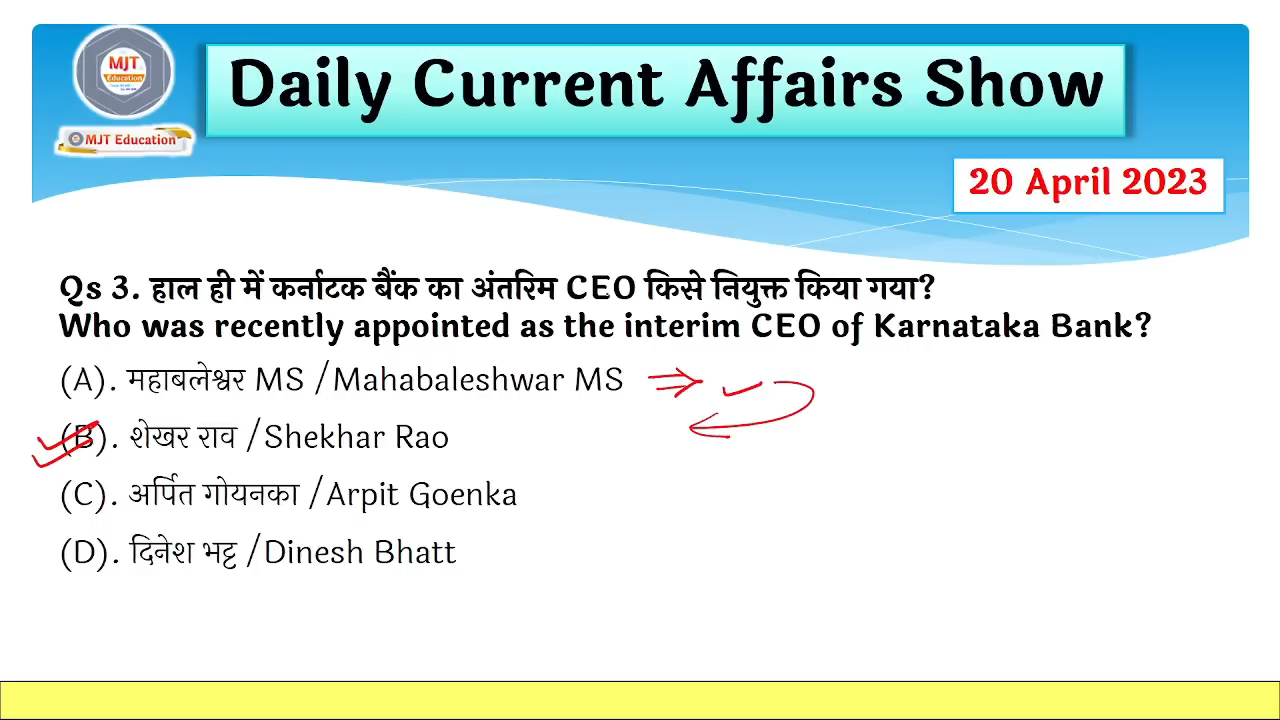 MJT
Education
MJT Education
Daily Current Affairs Show
20 April 2023
Qs 3. हाल ही में कर्नाटक बैंक का अंतरिम CEO किसे नियुक्त किया गया?
Who was recently appointed as the interim CEO of Karnataka Bank?
(A). महाबलेश्वर MS /Mahabaleshwar MS
(B). शेखर राव /Shekhar Rao
(C). अर्पित गोयनका /Arpit Goenka
(D). दिनेश भट्ट /Dinesh Bhatt